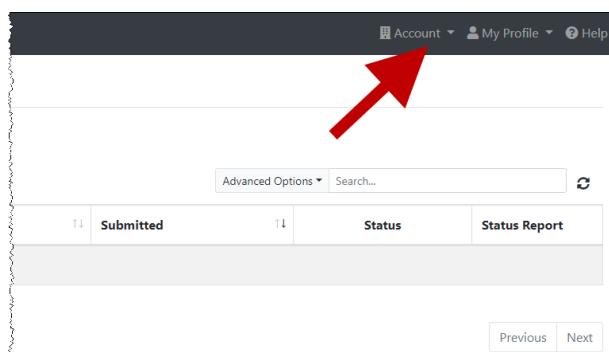 Account My Profile Help
Advanced Options Search...
Submitted Status Status Report
Previous Next